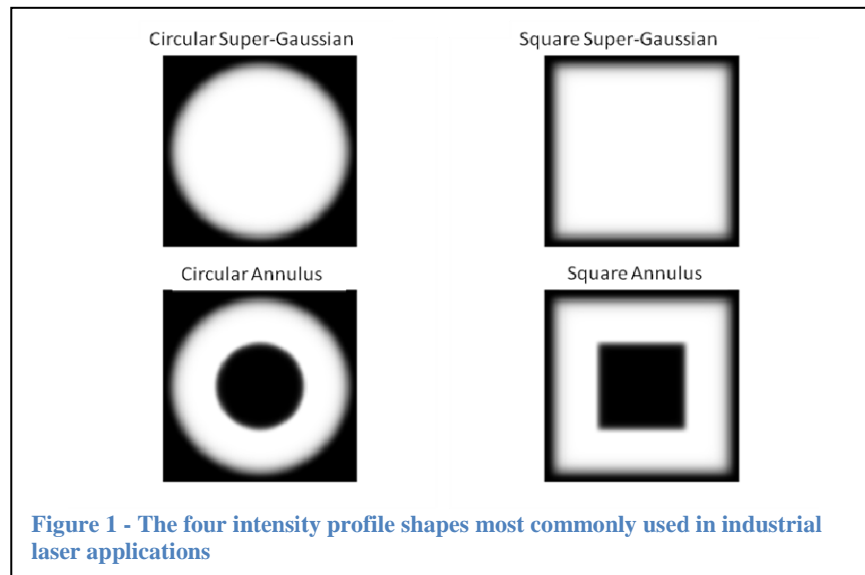 Circular Super-Gaussian
Square Super-Gaussian
Circular Annulus
Square Annulus
Figure 1 - The four intensity profile shapes most commonly used in industrial
laser applications